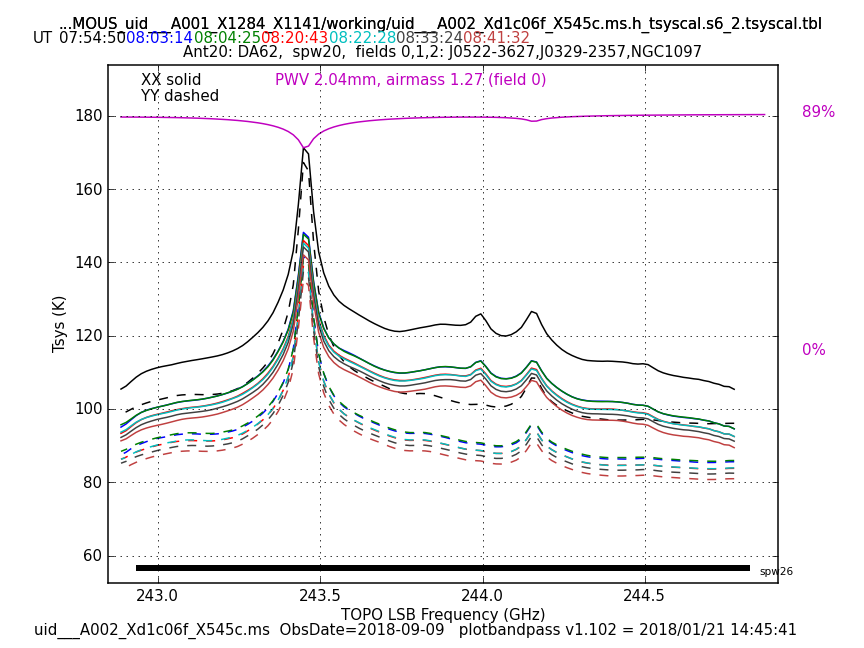 ...MOUS_uid___A001_X1284_X1141/working/uid___A002_Xd1c06f_X545c.ms.h_tsyscal.s6_2.tsyscal.tbl
UT 07:54:50 08:03:14 08:04:25 08:20:43 08:22:28 08:33:24 08:41:32
Ant20: DA62, spw20, fields 0,1,2: J0522-3627,J0329-2357,NGC1097
XX solid
PWV 2.04mm, airmass 1.27 (field 0)
YY dashed
89%
0%
180
160
140
120
100
80
60
Tsys (K)
spw26
243.0 243.5 244.0 244.5
TOPO LSB Frequency (GHz)
uid___A002_Xd1c06f_X545c.ms ObsDate=2018-09-09 plotbandpass v1.102 = 2018/01/21 14:45:41